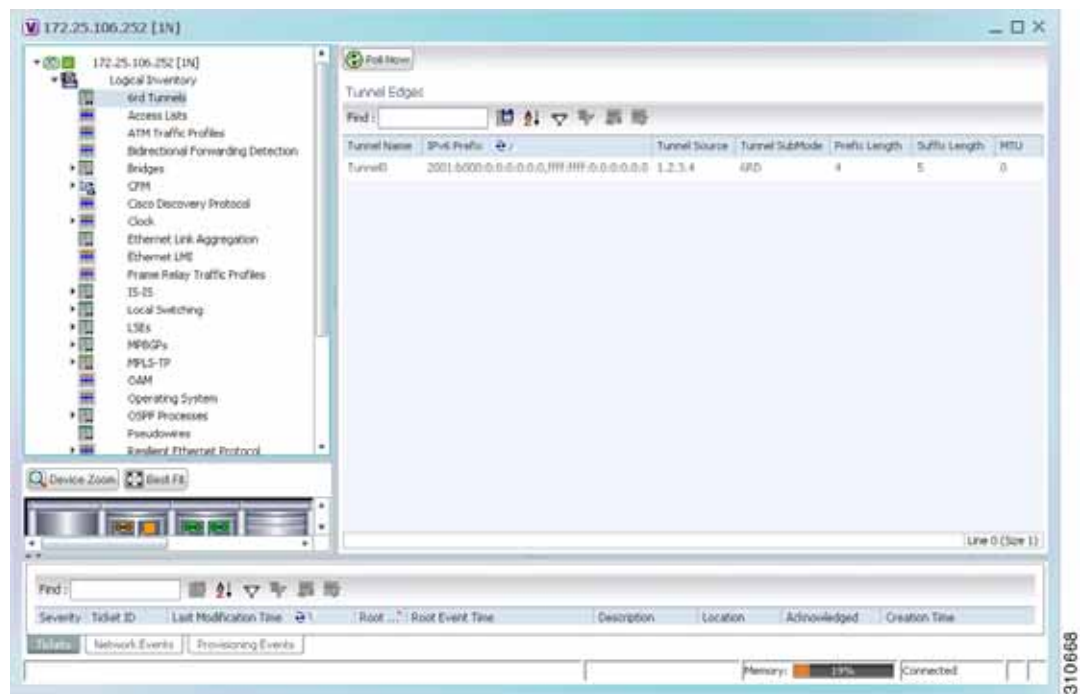 172.25.106.252 [1N]
172.25.106.252 [1N]
Logical Inventory
6rd Tunnels
Access Lists
ATM Traffic Profiles
Bidirectional Forwarding Detection
Bridges
CFM
Cisco Discovery Protocol
Clock
Ethernet Link Aggregation
Ethernet LMI
Frame Relay Traffic Profiles
IS-IS
Local Switching
LSEs
MPBGPs
MPLS-TP
OAM
Operating System
OSPF Processes
Pseudowires
Resilient Ethernet Protocol
Device Zoom Best Fit
Poll Now
Tunnel Edges
Find :
Tunnel Name IPv6 Prefix Tunnel Source Tunnel SubMode Prefix Length Suffix Length MTU
Tunnel0 2001:b000:0:0:0:0:0:0,ffff:ffff:0:0:0:0:0:0 1.2.3.4 6RD 4 5 0
Line 0 (Size 1)
Find :
Severity Ticket ID Last Modification Time Root ... Root Event Time Description Location Acknowledged Creation Time
Tickets Network Events Provisioning Events
Memory: 19% Connected
310668